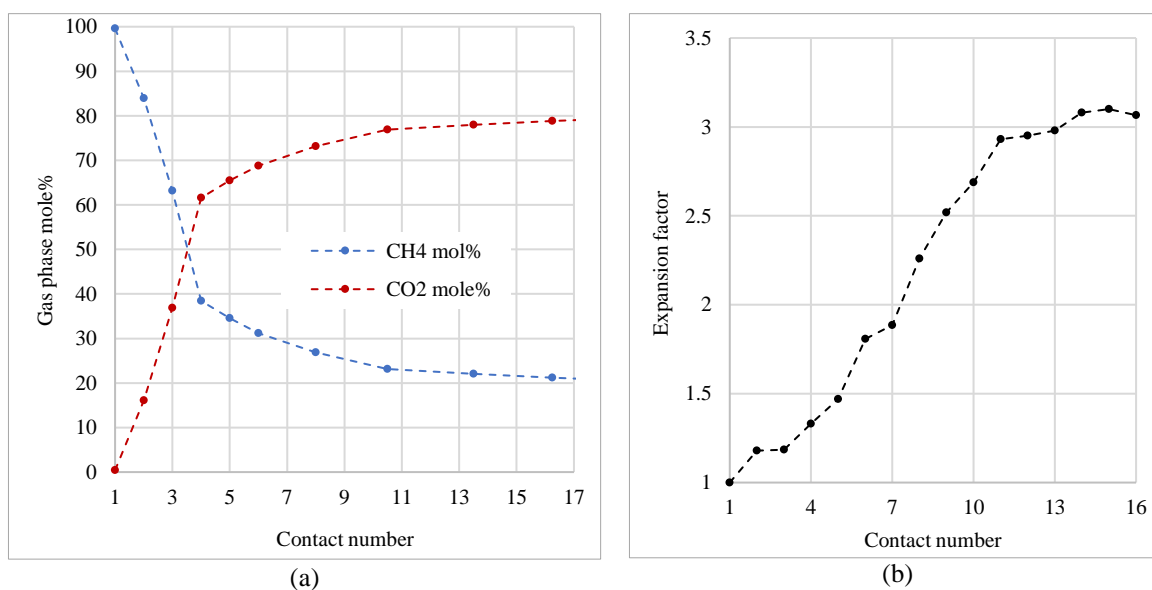 Gas phase mole%
100
90
80
70
60
50
40
30
20
10
0
CH4 mol%
CO2 mole%
1 3 5 7 9 11 13 15 17
Contact number
(a)
Expansion factor
3.5
3
2.5
2
1.5
1
1 4 7 10 13 16
Contact number
(b)